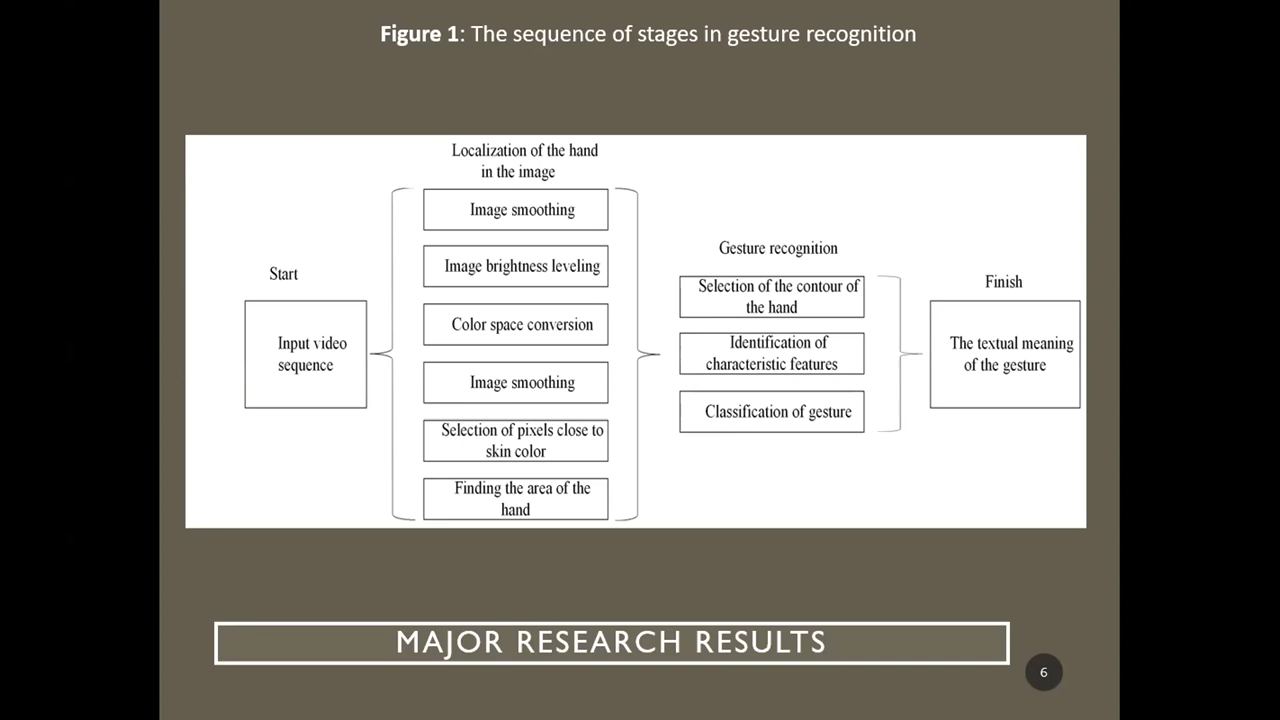 Figure 1: The sequence of stages in gesture recognition
Start
Input video
sequence
Localization of the hand
in the image
Image smoothing
Image brightness leveling
Color space conversion
Image smoothing
Selection of pixels close to
skin color
Finding the area of the
hand
Gesture recognition
Selection of the contour of
the hand
Identification of
characteristic features
Classification of gesture
Finish
The textual meaning
of the gesture
MAJOR RESEARCH RESULTS
6